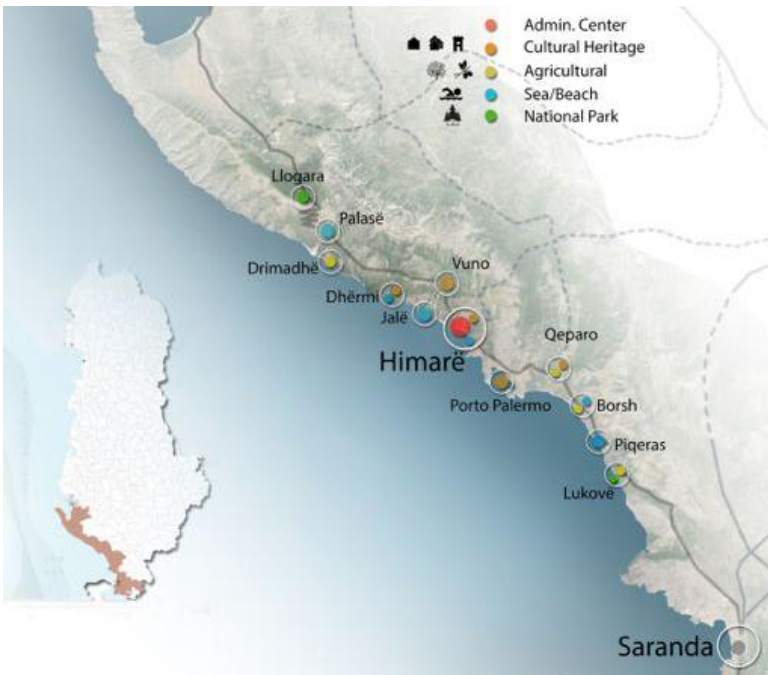 Admin. Center
Cultural Heritage
Agricultural
Sea/Beach
National Park
Llogara
Palasë
Drimadhë
Vuno
Dhërmi
Jalë
Himarë
Qeparo
Porto Palermo
Borsh
Piqeras
Lukovë
Saranda